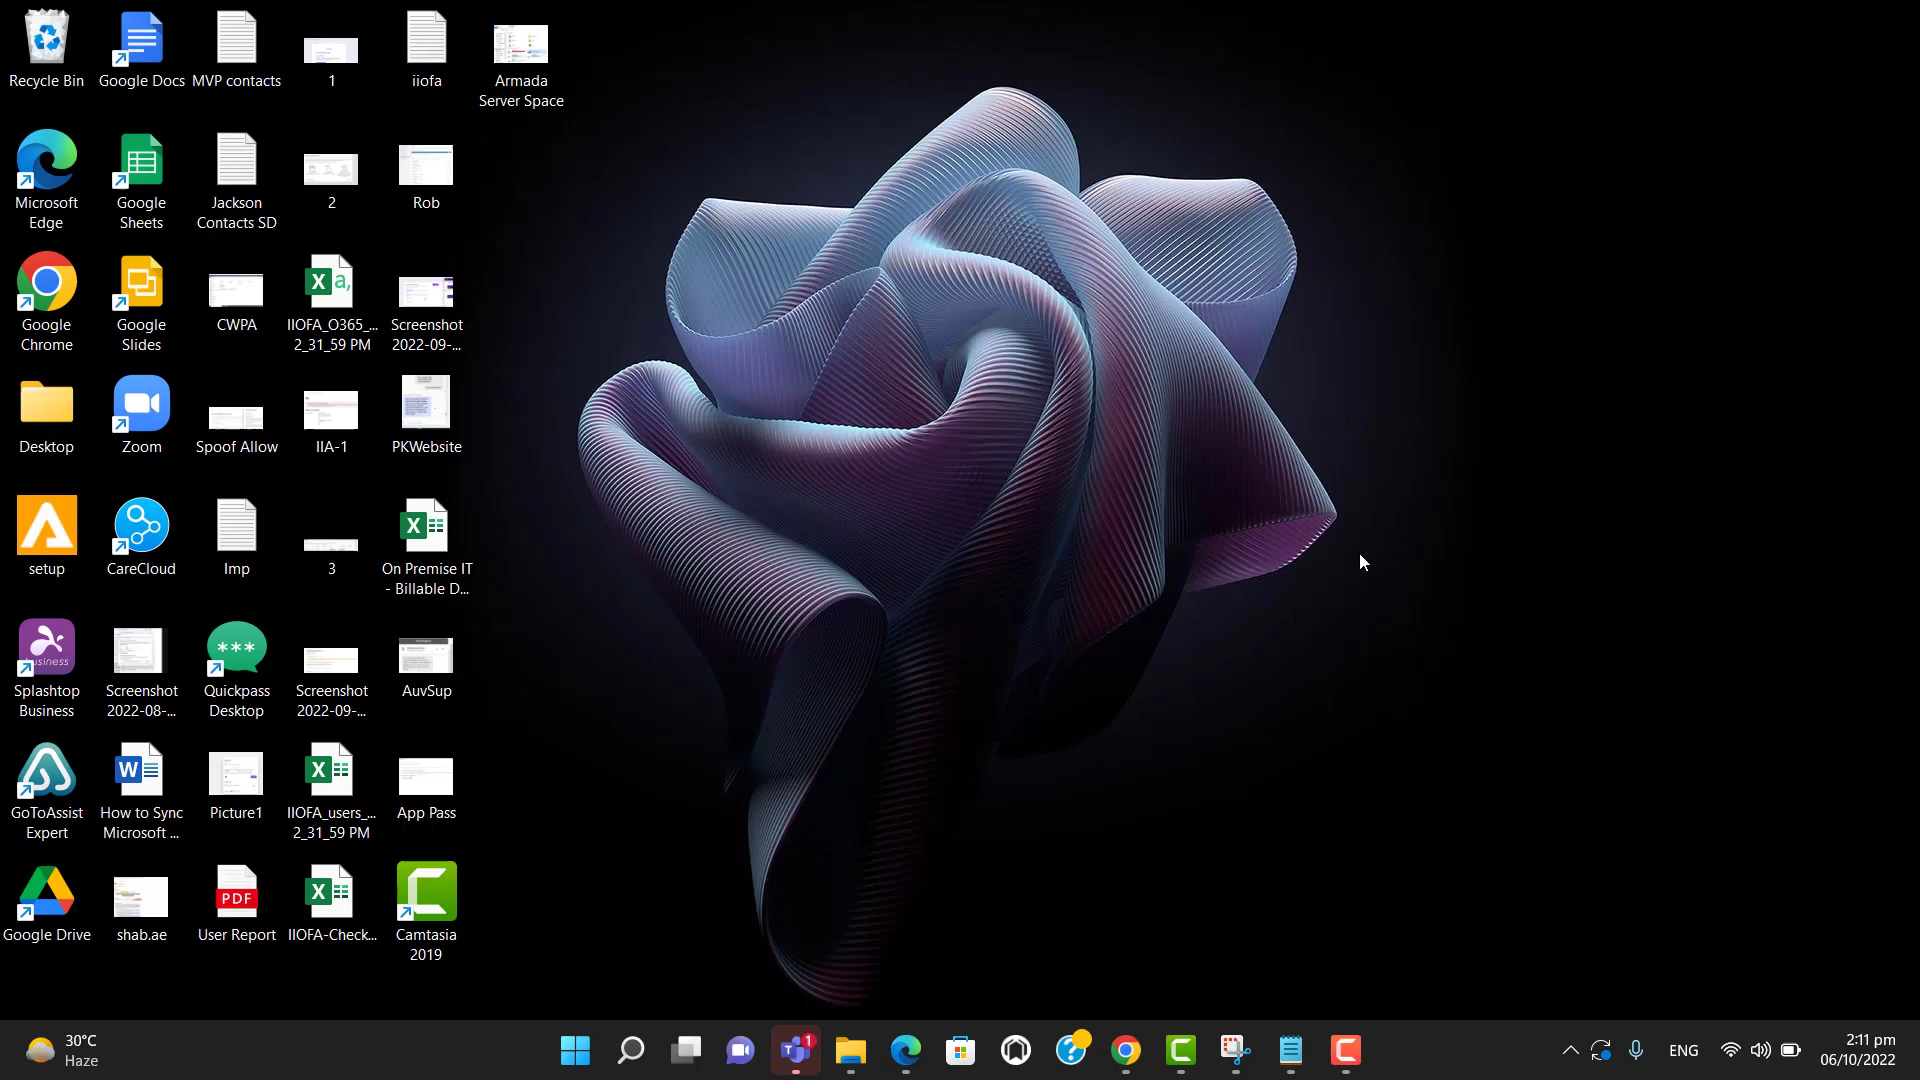 Recycle Bin
Google Docs
MVP contacts
1
iiofa
Armada
Server Space
Microsoft
Edge
Google
Sheets
Jackson
Contacts SD
2
Rob
Google
Chrome
Google
Slides
CWPA
IIOFA_O365_...
2_31_59 PM
Screenshot
2022-09-...
Desktop
Zoom
Spoof Allow
IIA-1
PKWebsite
setup
CareCloud
Imp
3
On Premise IT
- Billable D...
business
Splashtop
Business
Screenshot
2022-08-...
***
Quickpass
Desktop
Screenshot
2022-09-...
AuvSup
GoToAssist
Expert
How to Sync
Microsoft ...
Picture1
IIOFA_users_...
2_31_59 PM
App Pass
Google Drive
shab.ae
PDF
User Report
IIOFA-Check...
Camtasia
2019
30°C
Haze
1
ENG
2:11 pm
06/10/2022